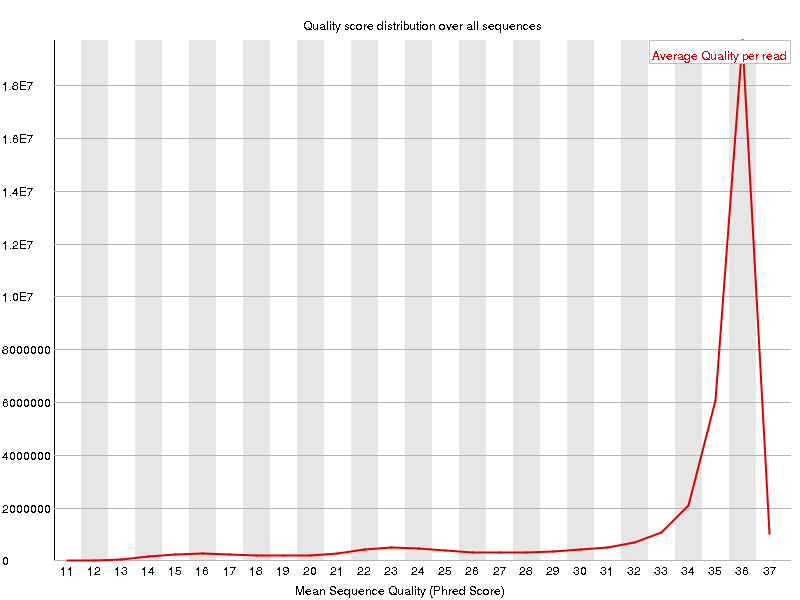 Quality score distribution over all sequences
Average Quality per read
1.8E7
1.6E7
1.4E7
1.2E7
1.0E7
8000000
6000000
4000000
2000000
0
11 12 13 14 15 16 17 18 19 20 21 22 23 24 25 26 27 28 29 30 31 32 33 34 35 36 37
Mean Sequence Quality (Phred Score)